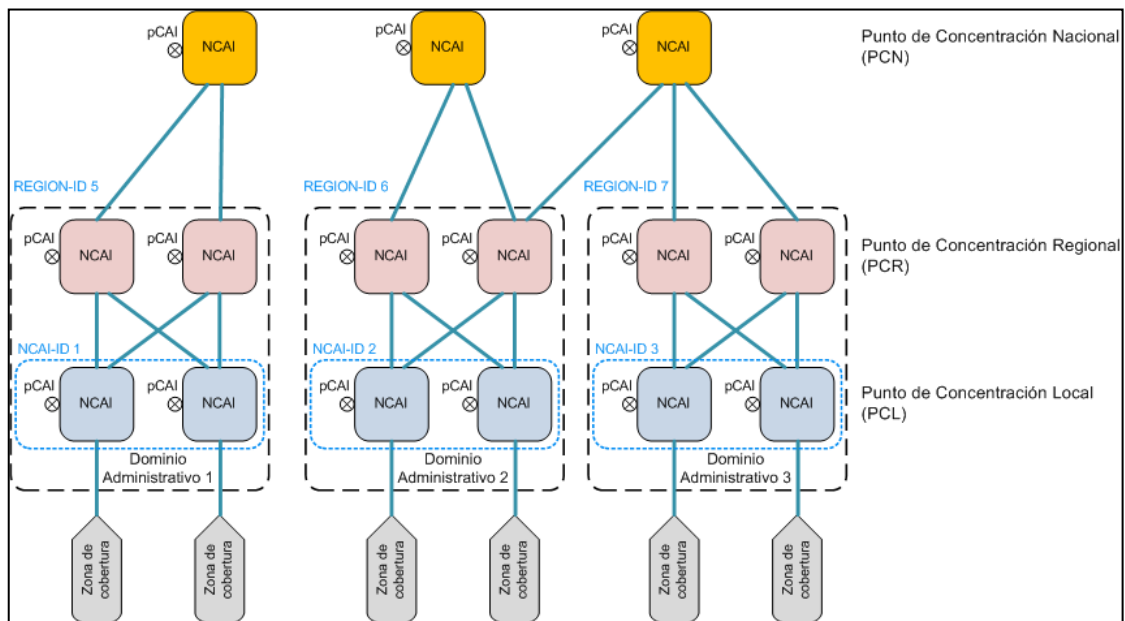 pCAI
NCAI
pCAI
NCAI
pCAI
NCAI
Punto de Concentración Nacional
(PCN)
REGION-ID 5
REGION-ID 6
REGION-ID 7
pCAI
NCAI
pCAI
NCAI
pCAI
NCAI
pCAI
NCAI
pCAI
NCAI
pCAI
NCAI
Punto de Concentración Regional
(PCR)
NCAI-ID 1
NCAI-ID 2
NCAI-ID 3
pCAI
NCAI
pCAI
NCAI
pCAI
NCAI
pCAI
NCAI
pCAI
NCAI
pCAI
NCAI
Punto de Concentración Local
(PCL)
Dominio
Administrativo 1
Dominio
Administrativo 2
Dominio
Administrativo 3
Zona de
cobertura
Zona de
cobertura
Zona de
cobertura
Zona de
cobertura
Zona de
cobertura
Zona de
cobertura